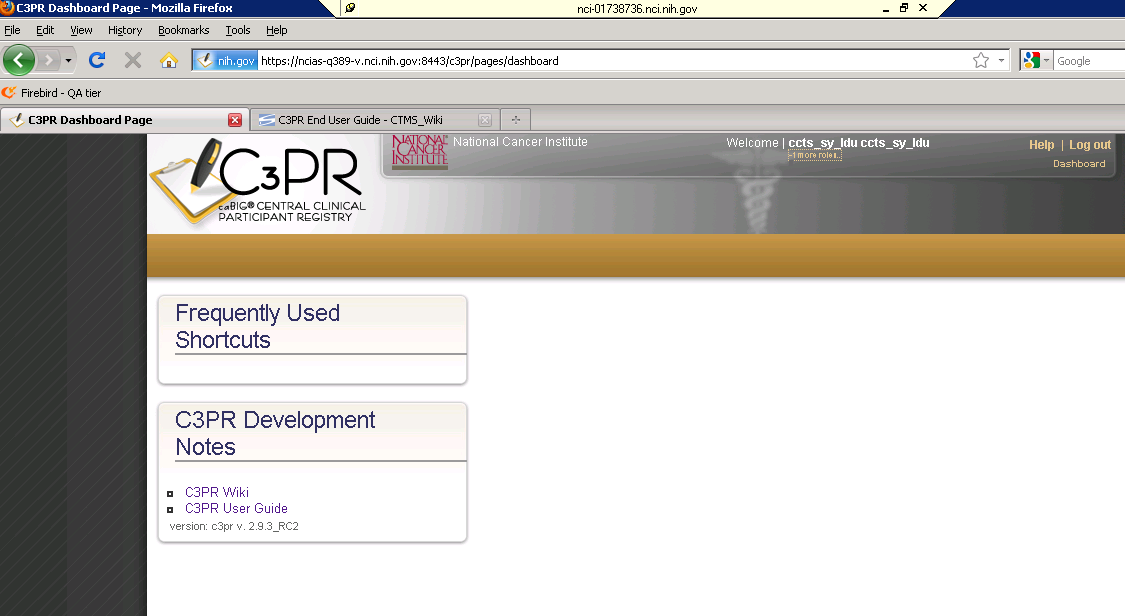 C3PR Dashboard Page - Mozilla Firefox
nci-01738736.nci.nih.gov
File Edit View History Bookmarks Tools Help
nih.gov https://ncias-q389-v.nci.nih.gov:8443/c3pr/pages/dashboard
Google
Firebird - QA tier
C3PR Dashboard Page
C3PR End User Guide - CTMS_Wiki
C3PR
caBIG® CENTRAL CLINICAL
PARTICIPANT REGISTRY
NATIONAL
CANCER
INSTITUTE
National Cancer Institute
Welcome | ccts_sy_ldu ccts_sy_ldu
+1 more roles..
Help | Log out
Dashboard
Frequently Used
Shortcuts
C3PR Development
Notes
C3PR Wiki
C3PR User Guide
version: c3pr v. 2.9.3_RC2